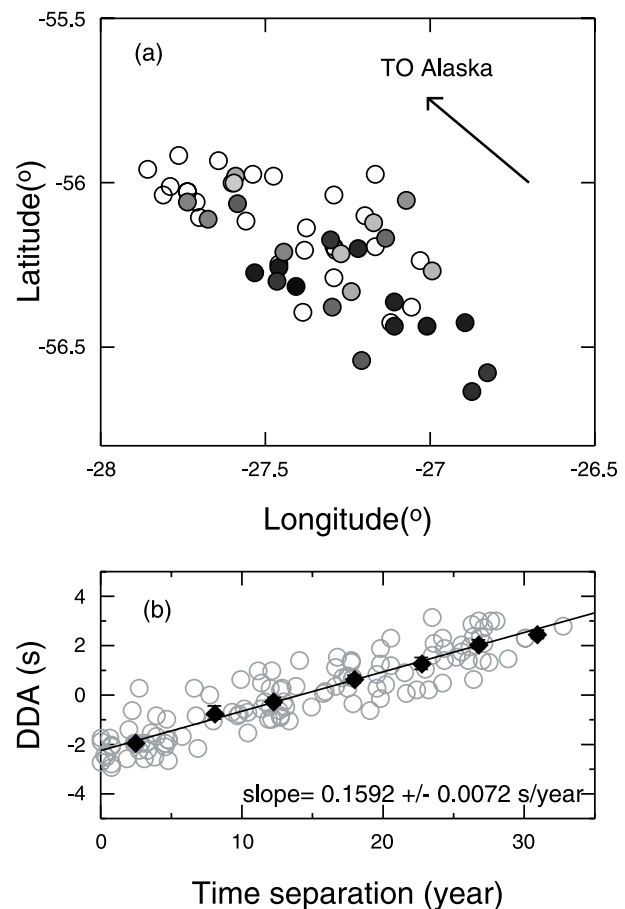 -55.5
(a)
TO Alaska
-56
Latitude(°)
-56.5
-28
-27.5
-27
-26.5
Longitude(°)
4
(b)
2
0
DDA (s)
-2
-4
slope= 0.1592 +/- 0.0072 s/year
0
10
20
30
Time separation (year)